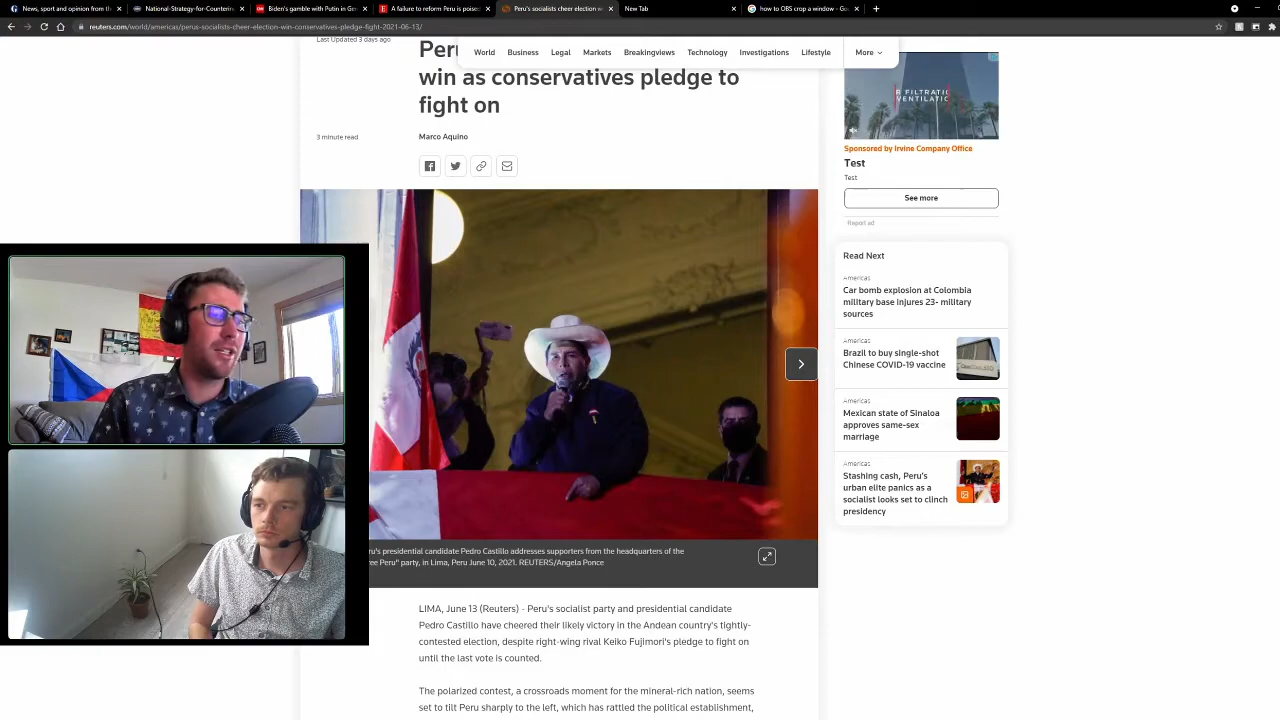 News, sport and opinion from th
National-Strategy-for-Counterin
Biden's gamble with Putin in Ge
A failure to reform Peru is poise
Peru's socialists cheer election w
New Tab
how to OBS crop a window - Go
reuters.com/world/americas/perus-socialists-cheer-election-win-conservatives-pledge-fight-2021-06-13/
World
Business
Legal
Markets
Breakingviews
Technology
Investigations
Lifestyle
More
Last Updated 3 days ago
Per
win as conservatives pledge to
fight on
3 minute read
Marco Aquino
R FILTRATI
VENTILATIO
Sponsored by Irvine Company Office
Test
Test
See more
Report ad
Read Next
Americas
Car bomb explosion at Colombia
military base injures 23- military
sources
Americas
Brazil to buy single-shot
Chinese COVID-19 vaccine
Americas
Mexican state of Sinaloa
approves same-sex
marriage
Americas
Stashing cash, Peru's
urban elite panics as a
socialist looks set to clinch
presidency
ru's presidential candidate Pedro Castillo addresses supporters from the headquarters of the
ree Peru" party, in Lima, Peru June 10, 2021. REUTERS/Angela Ponce
LIMA, June 13 (Reuters) - Peru's socialist party and presidential candidate
Pedro Castillo have cheered their likely victory in the Andean country's tightly-
contested election, despite right-wing rival Keiko Fujimori's pledge to fight on
until the last vote is counted.
The polarized contest, a crossroads moment for the mineral-rich nation, seems
set to tilt Peru sharply to the left, which has rattled the political establishment,